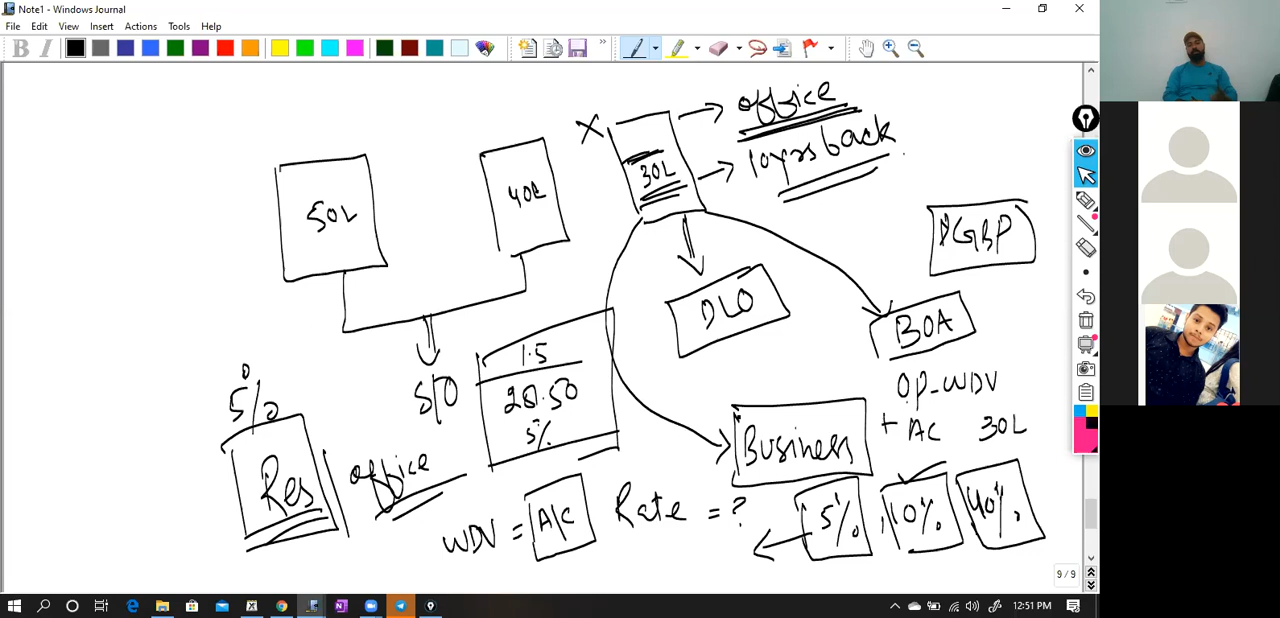 Note1 - Windows Journal
File Edit View Insert Actions Tools Help
B I
X
office
10yrs back
30L
50L
40L
PGBP
DLO
BOA
1.5
28.50
5%
S/O
OP-WDV
+ AC 30L
5%
Res
office
Business
WDV = A/C Rate = ?
5%
10%
40%
9 / 9
12:51 PM